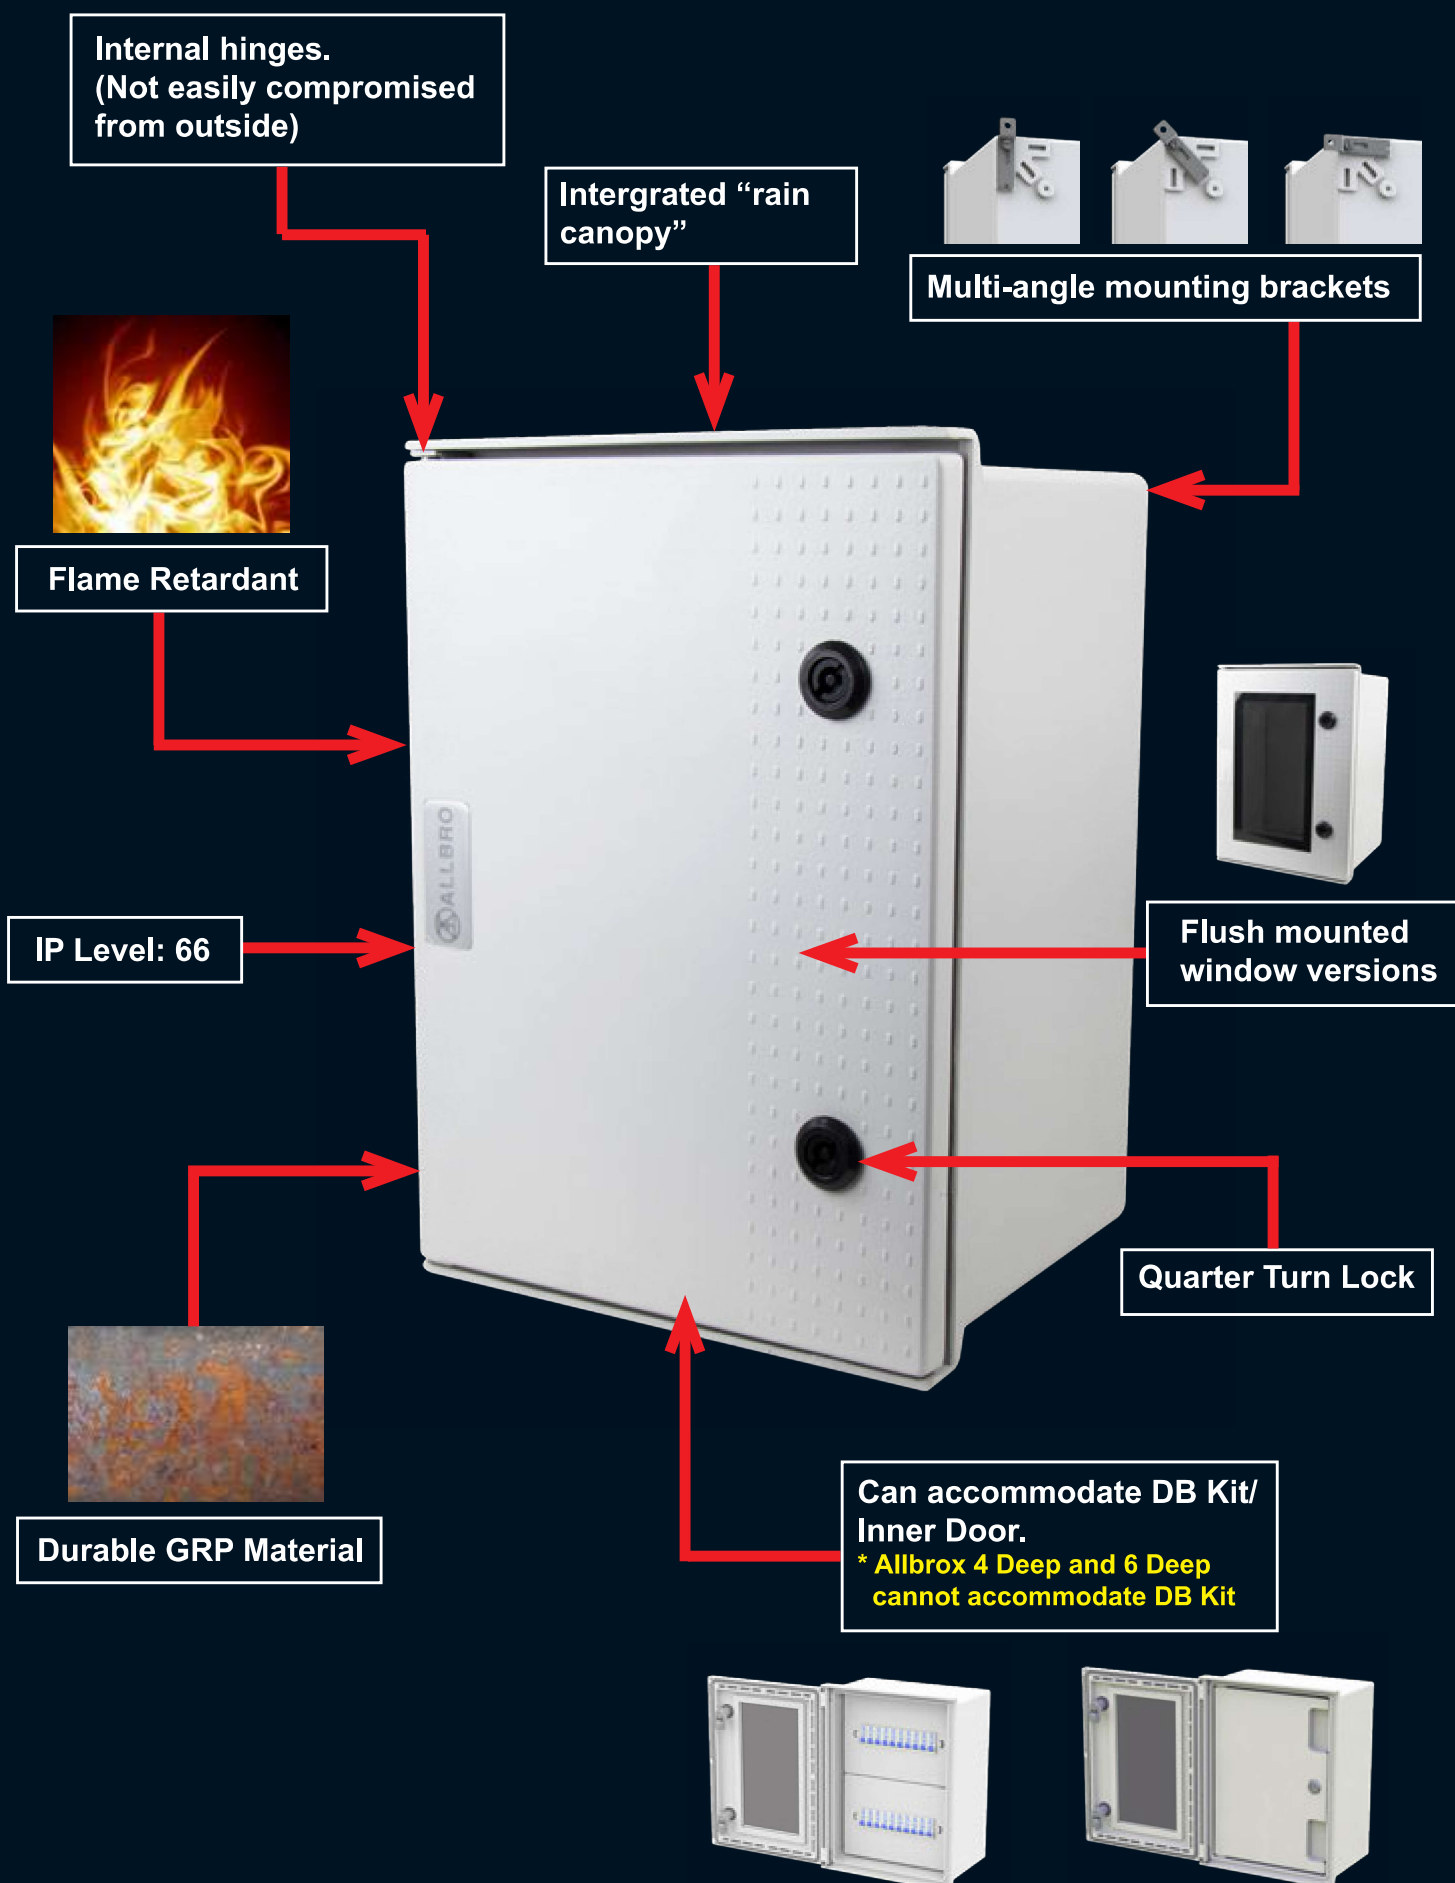 Internal hinges.
(Not easily compromised
from outside)
Intergrated “rain
canopy”
Multi-angle mounting brackets
Flame Retardant
ALLBRO
IP Level: 66
Flush mounted
window versions
Quarter Turn Lock
Durable GRP Material
Can accommodate DB Kit/
Inner Door.
* Allbrox 4 Deep and 6 Deep
cannot accommodate DB Kit